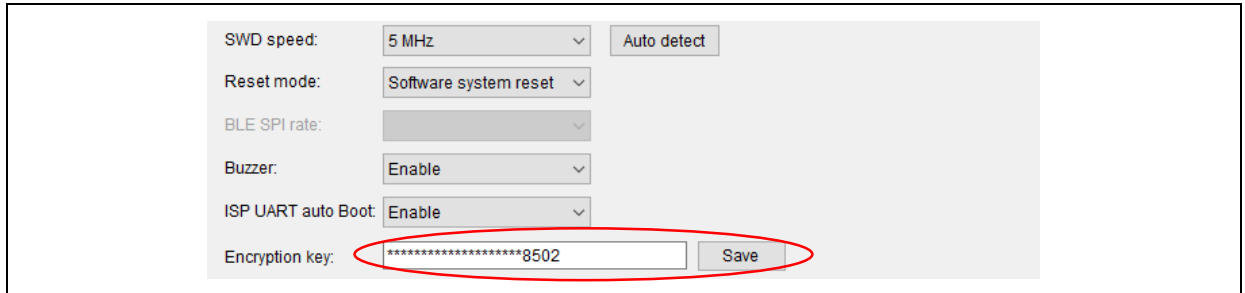 SWD speed: 5 MHz Auto detect
Reset mode: Software system reset
BLE SPI rate:
Buzzer: Enable
ISP UART auto Boot: Enable
Encryption key: ********************8502 Save